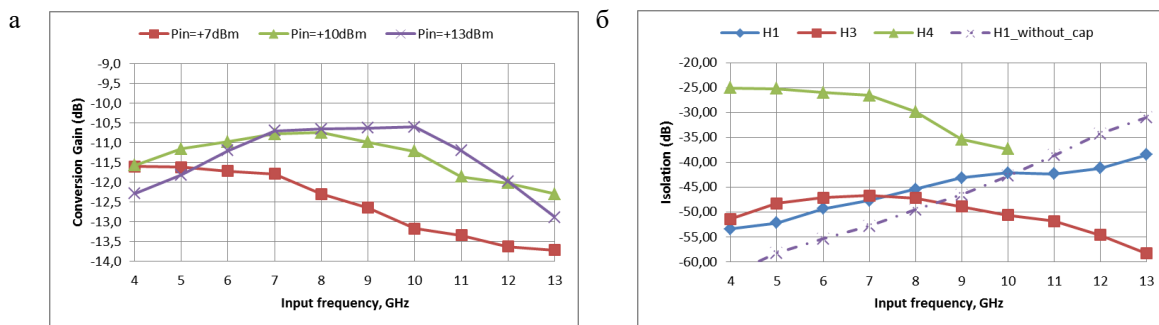 а
Pin=+7dBm Pin=+10dBm Pin=+13dBm
Conversion Gain (dB)
-9,0
-9,5
-10,0
-10,5
-11,0
-11,5
-12,0
-12,5
-13,0
-13,5
-14,0
4 5 6 7 8 9 10 11 12 13
Input frequency, GHz
б
H1 H3 H4 H1_without_cap
Isolation (dB)
-20,00
-25,00
-30,00
-35,00
-40,00
-45,00
-50,00
-55,00
-60,00
4 5 6 7 8 9 10 11 12 13
Input frequency, GHz